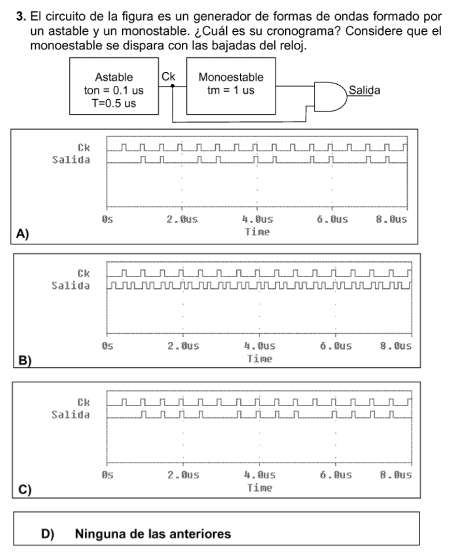 3. El circuito de la figura es un generador de formas de ondas formado por
un astable y un monostable. ¿Cuál es su cronograma? Considere que el
monoestable se dispara con las bajadas del reloj.
Astable
ton = 0.1 us
T=0.5 us
Ck
Monoestable
tm = 1 us
Salida
Ck
Salida
0s 2.0us 4.0us 6.0us 8.0us
Time
A)
Ck
Salida
0s 2.0us 4.0us 6.0us 8.0us
Time
B)
Ck
Salida
0s 2.0us 4.0us 6.0us 8.0us
Time
C)
D) Ninguna de las anteriores